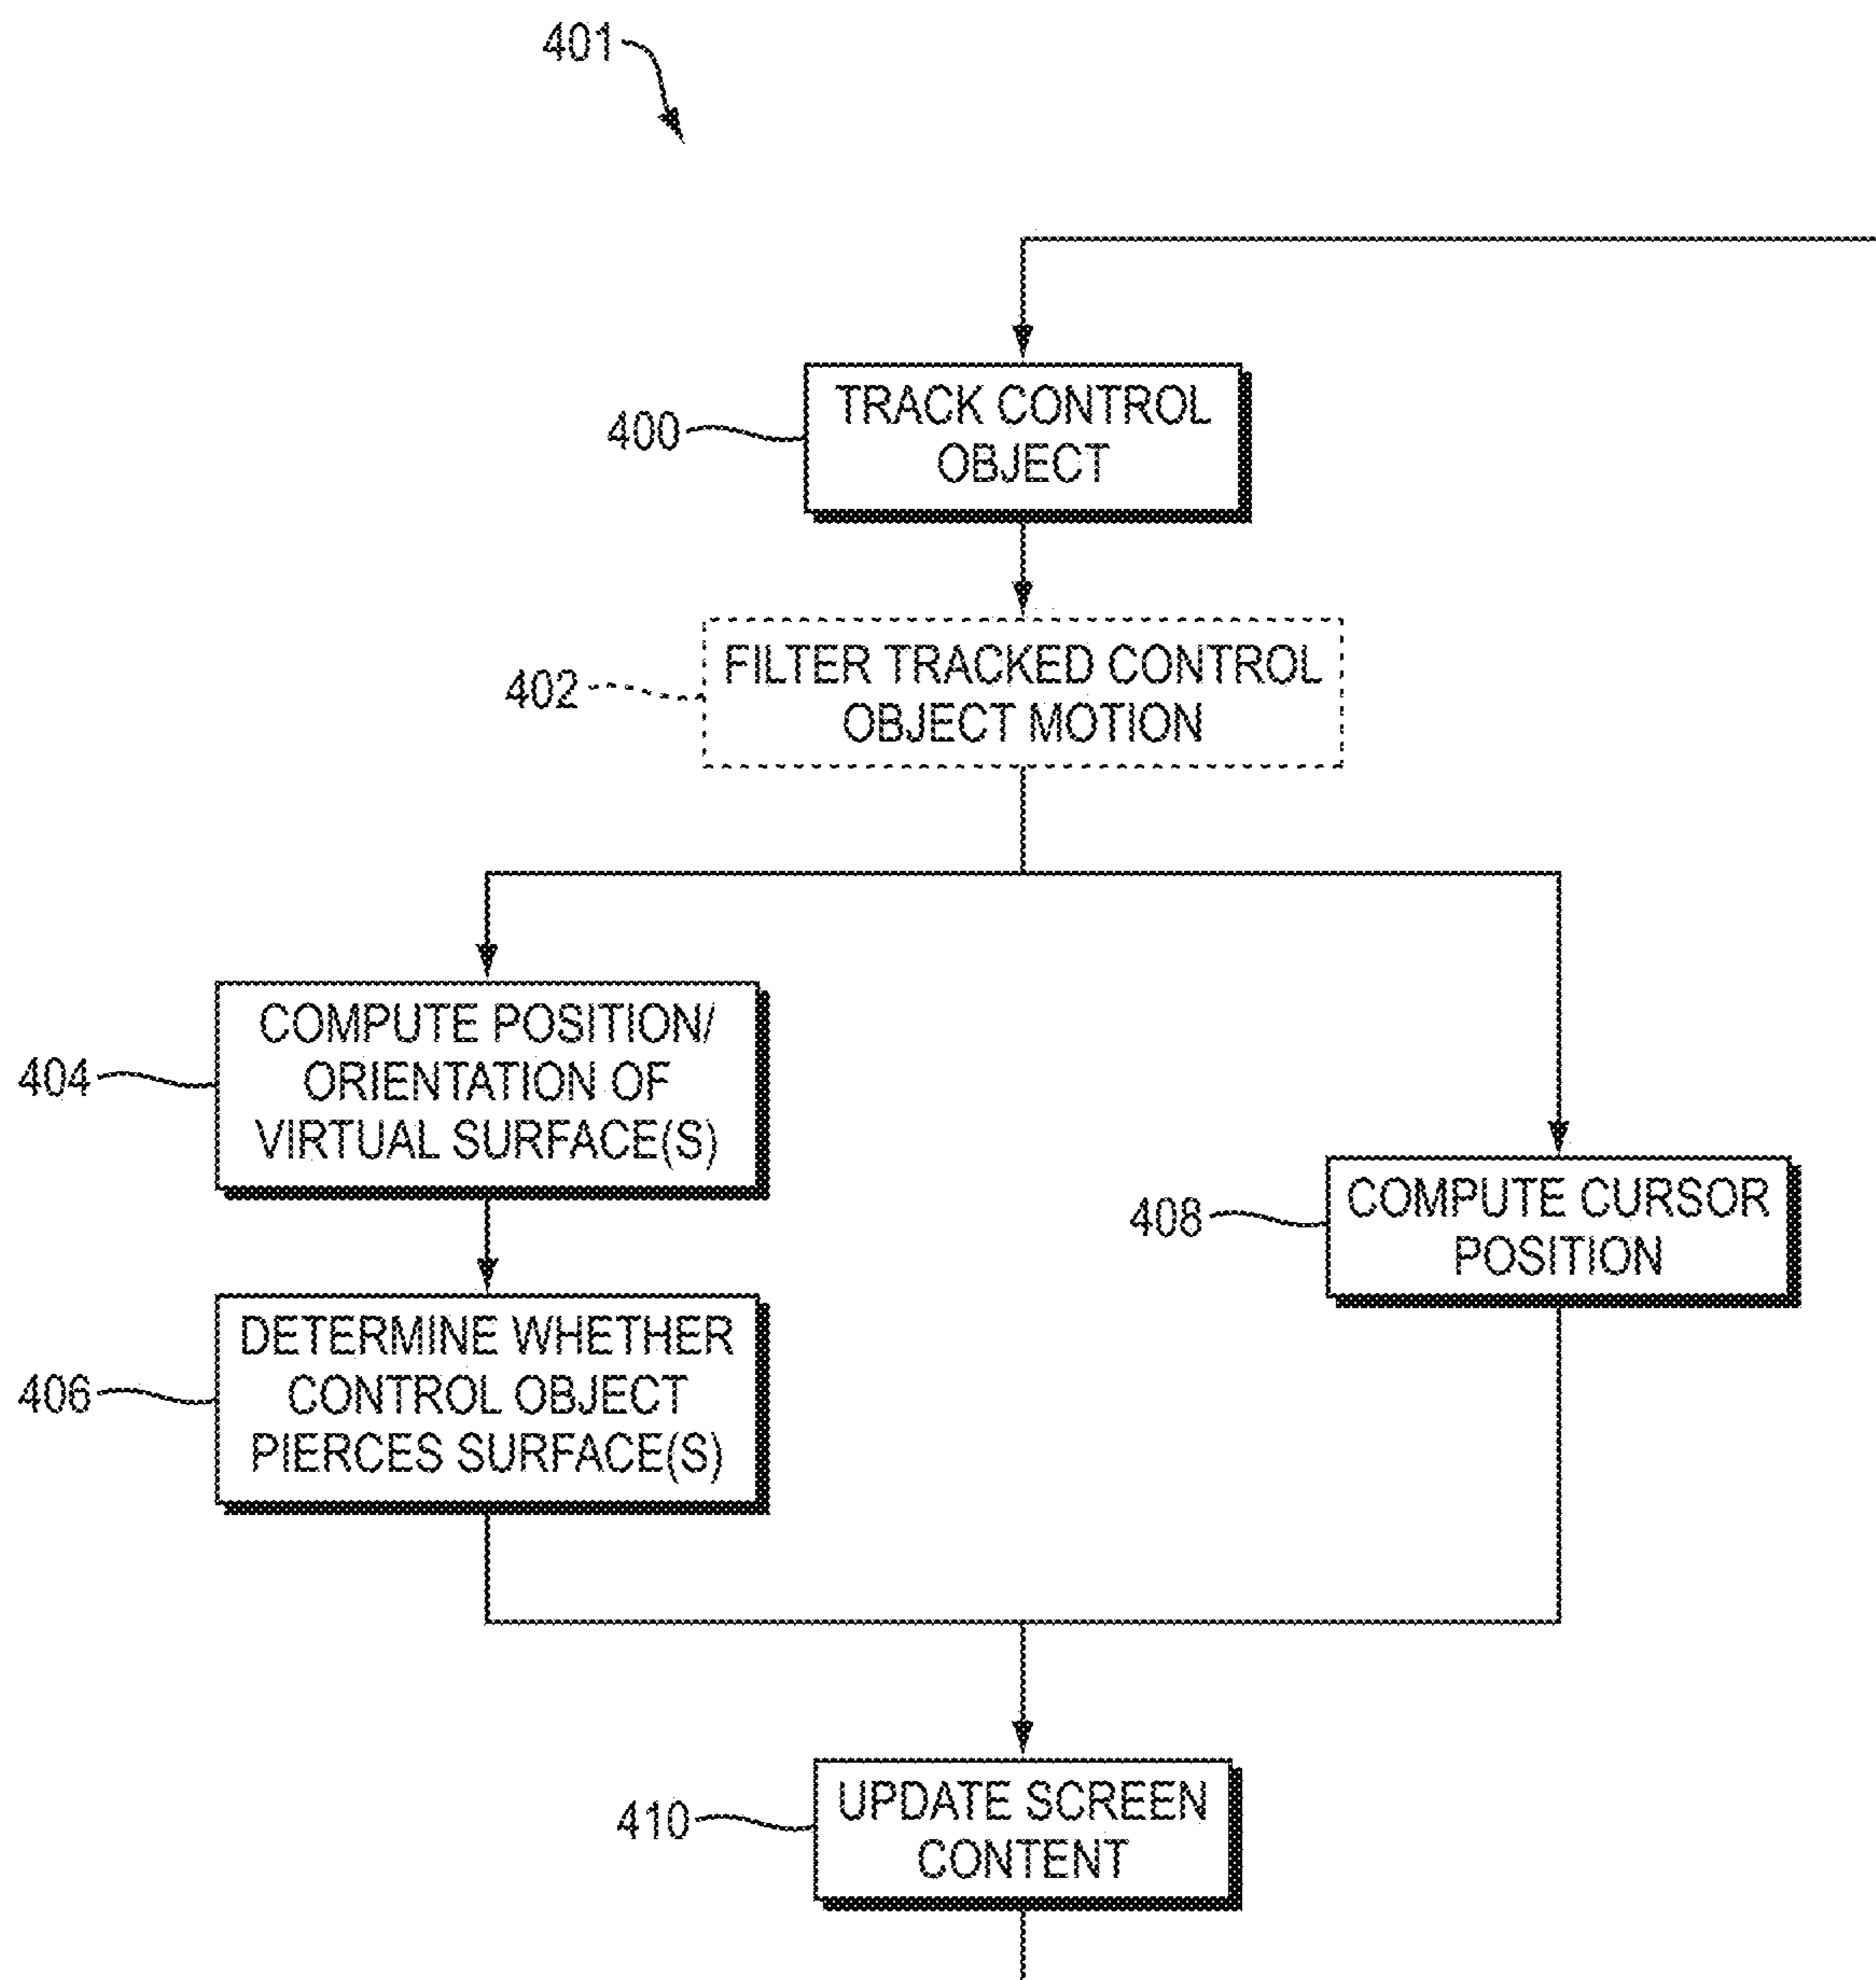 401
400
TRACK CONTROL
OBJECT
402
FILTER TRACKED CONTROL
OBJECT MOTION
404
COMPUTE POSITION/
ORIENTATION OF
VIRTUAL SURFACE(S)
408
COMPUTE CURSOR
POSITION
406
DETERMINE WHETHER
CONTROL OBJECT
PIERCES SURFACE(S)
410
UPDATE SCREEN
CONTENT